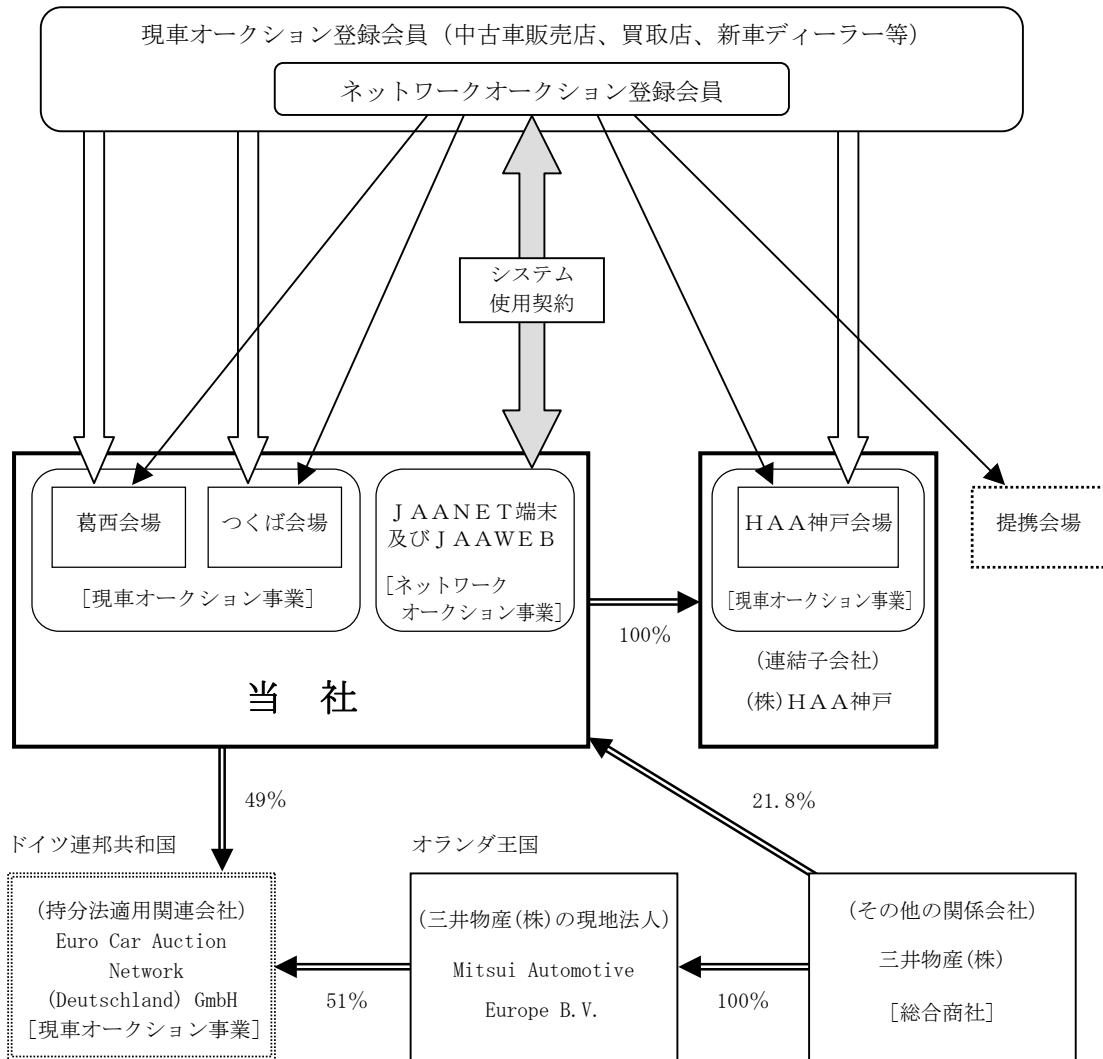 現車オークション登録会員（中古車販売店、買取店、新車ディーラー等）
ネットワークオークション登録会員
システム
使用契約
葛西会場
つくば会場
［現車オークション事業］
ＪＡＡＮＥＴ端末
及びＪＡＡＷＥＢ
［ネットワーク
オークション事業］
当　社
100%
ＨＡＡ神戸会場
［現車オークション事業］
(連結子会社)
(株)ＨＡＡ神戸
提携会場
49%
21.8%
ドイツ連邦共和国
オランダ王国
(持分法適用関連会社)
Euro Car Auction
Network
(Deutschland) GmbH
［現車オークション事業］
51%
(三井物産(株)の現地法人)
Mitsui Automotive
Europe B.V.
100%
(その他の関係会社)
三井物産(株)
［総合商社］